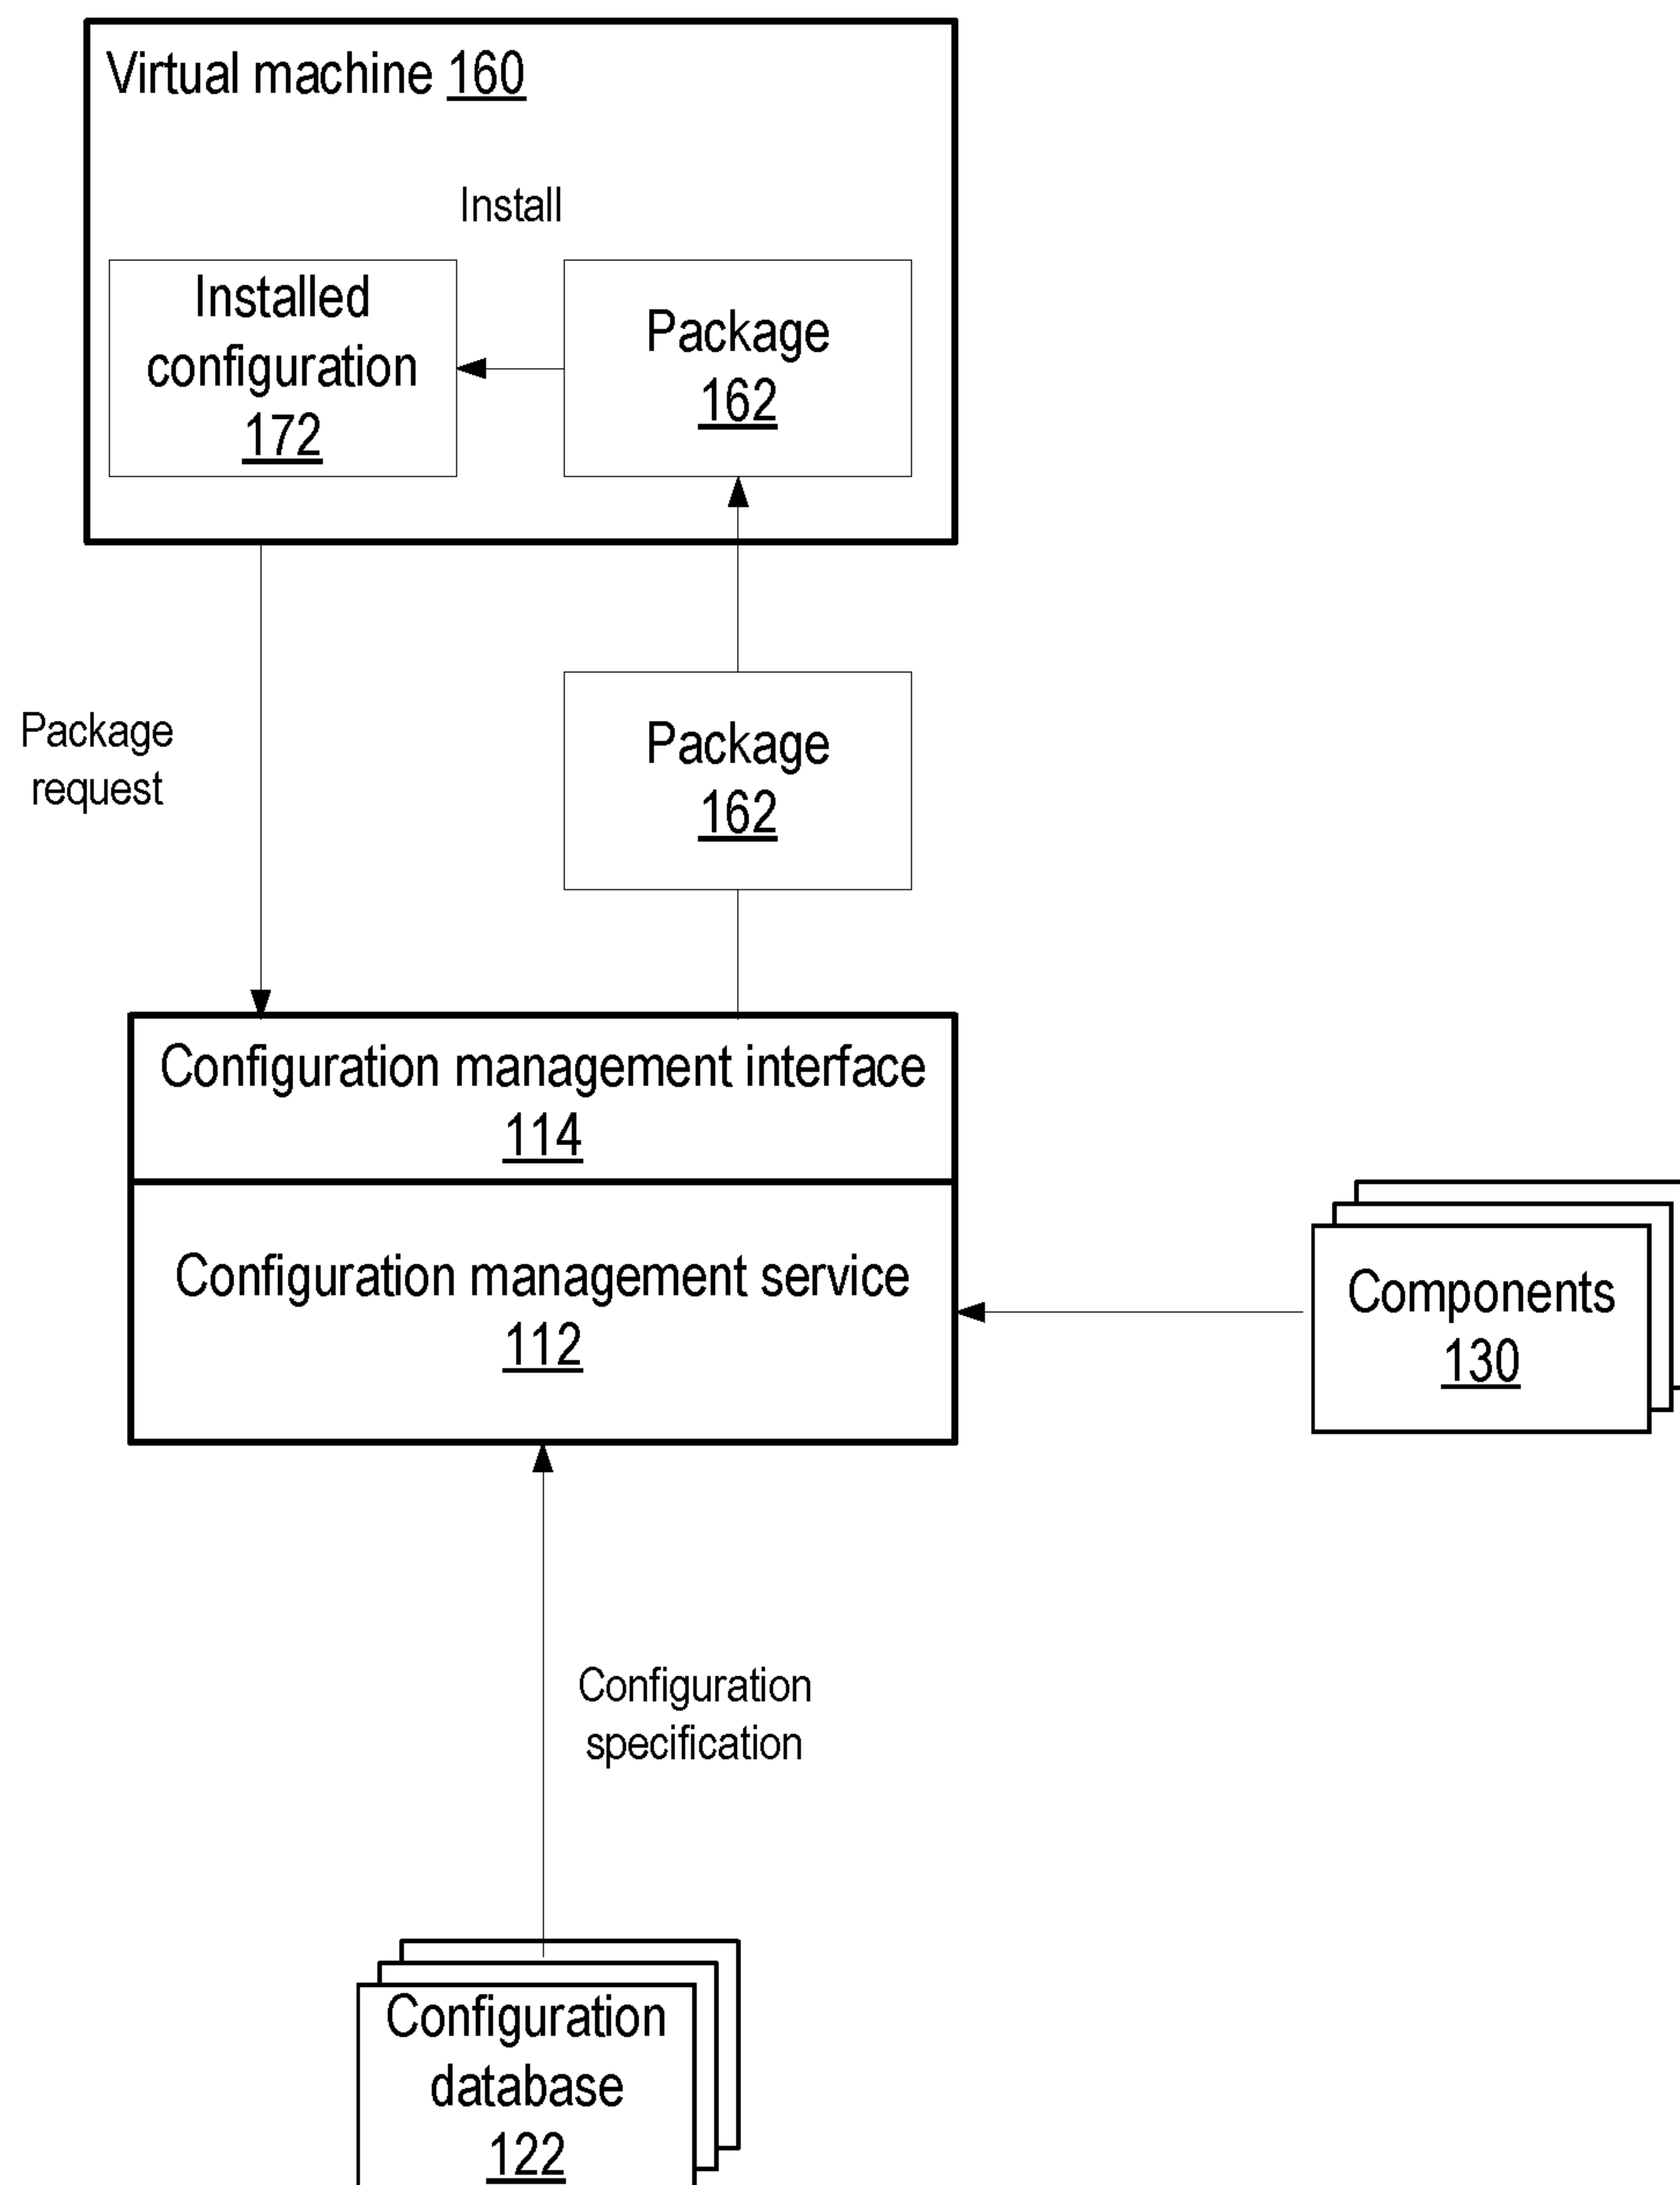 Virtual machine 160
Install
Installed
configuration
172
Package
162
Package
request
Package
162
Configuration management interface
114
Configuration management service
112
Components
130
Configuration
specification
Configuration
database
122